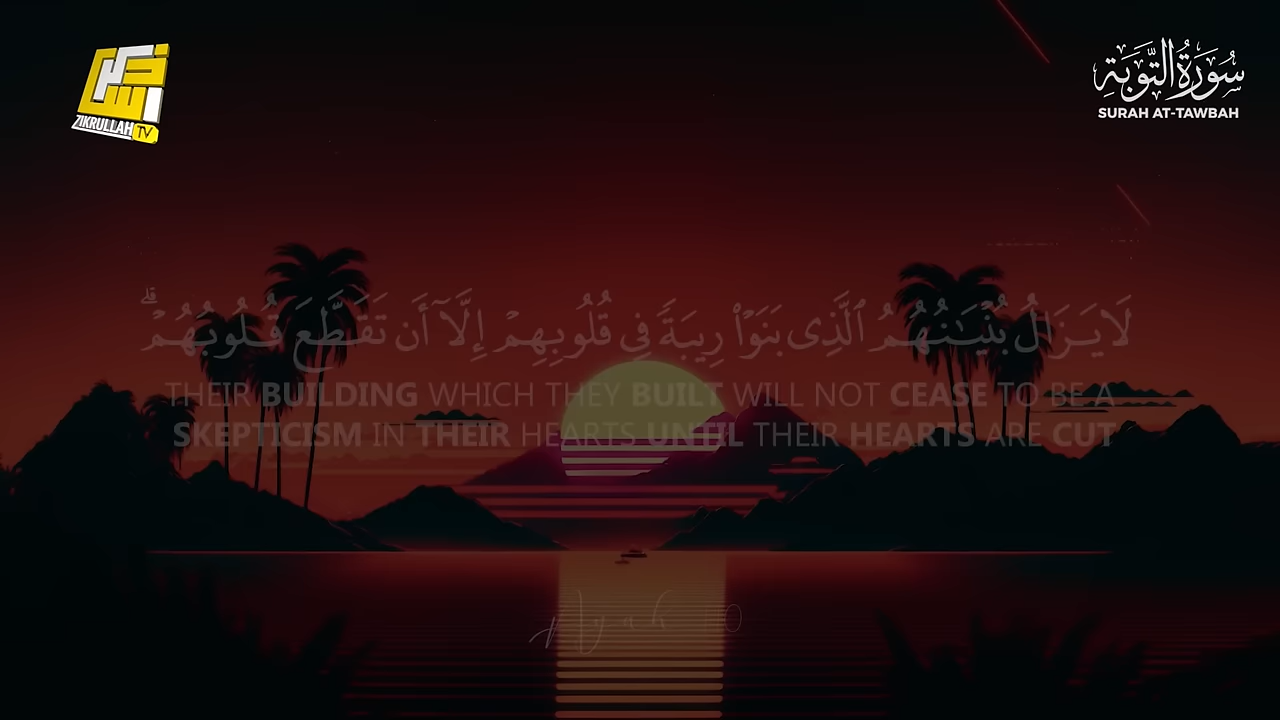 ZIKRULLAH TV
سُورَةُ التَّوْبَةِ
SURAH AT-TAWBAH
لَا يَزَالُ بُنْيَـٰنُهُمُ ٱلَّذِى بَنَوْا۟ رِيبَةً فِى قُلُوبِهِمْ إِلَّآ أَن تَقَطَّعَ قُلُوبُهُمْ ۗ
THEIR BUILDING WHICH THEY BUILT WILL NOT CEASE TO BE A
SKEPTICISM IN THEIR HEARTS UNTIL THEIR HEARTS ARE CUT